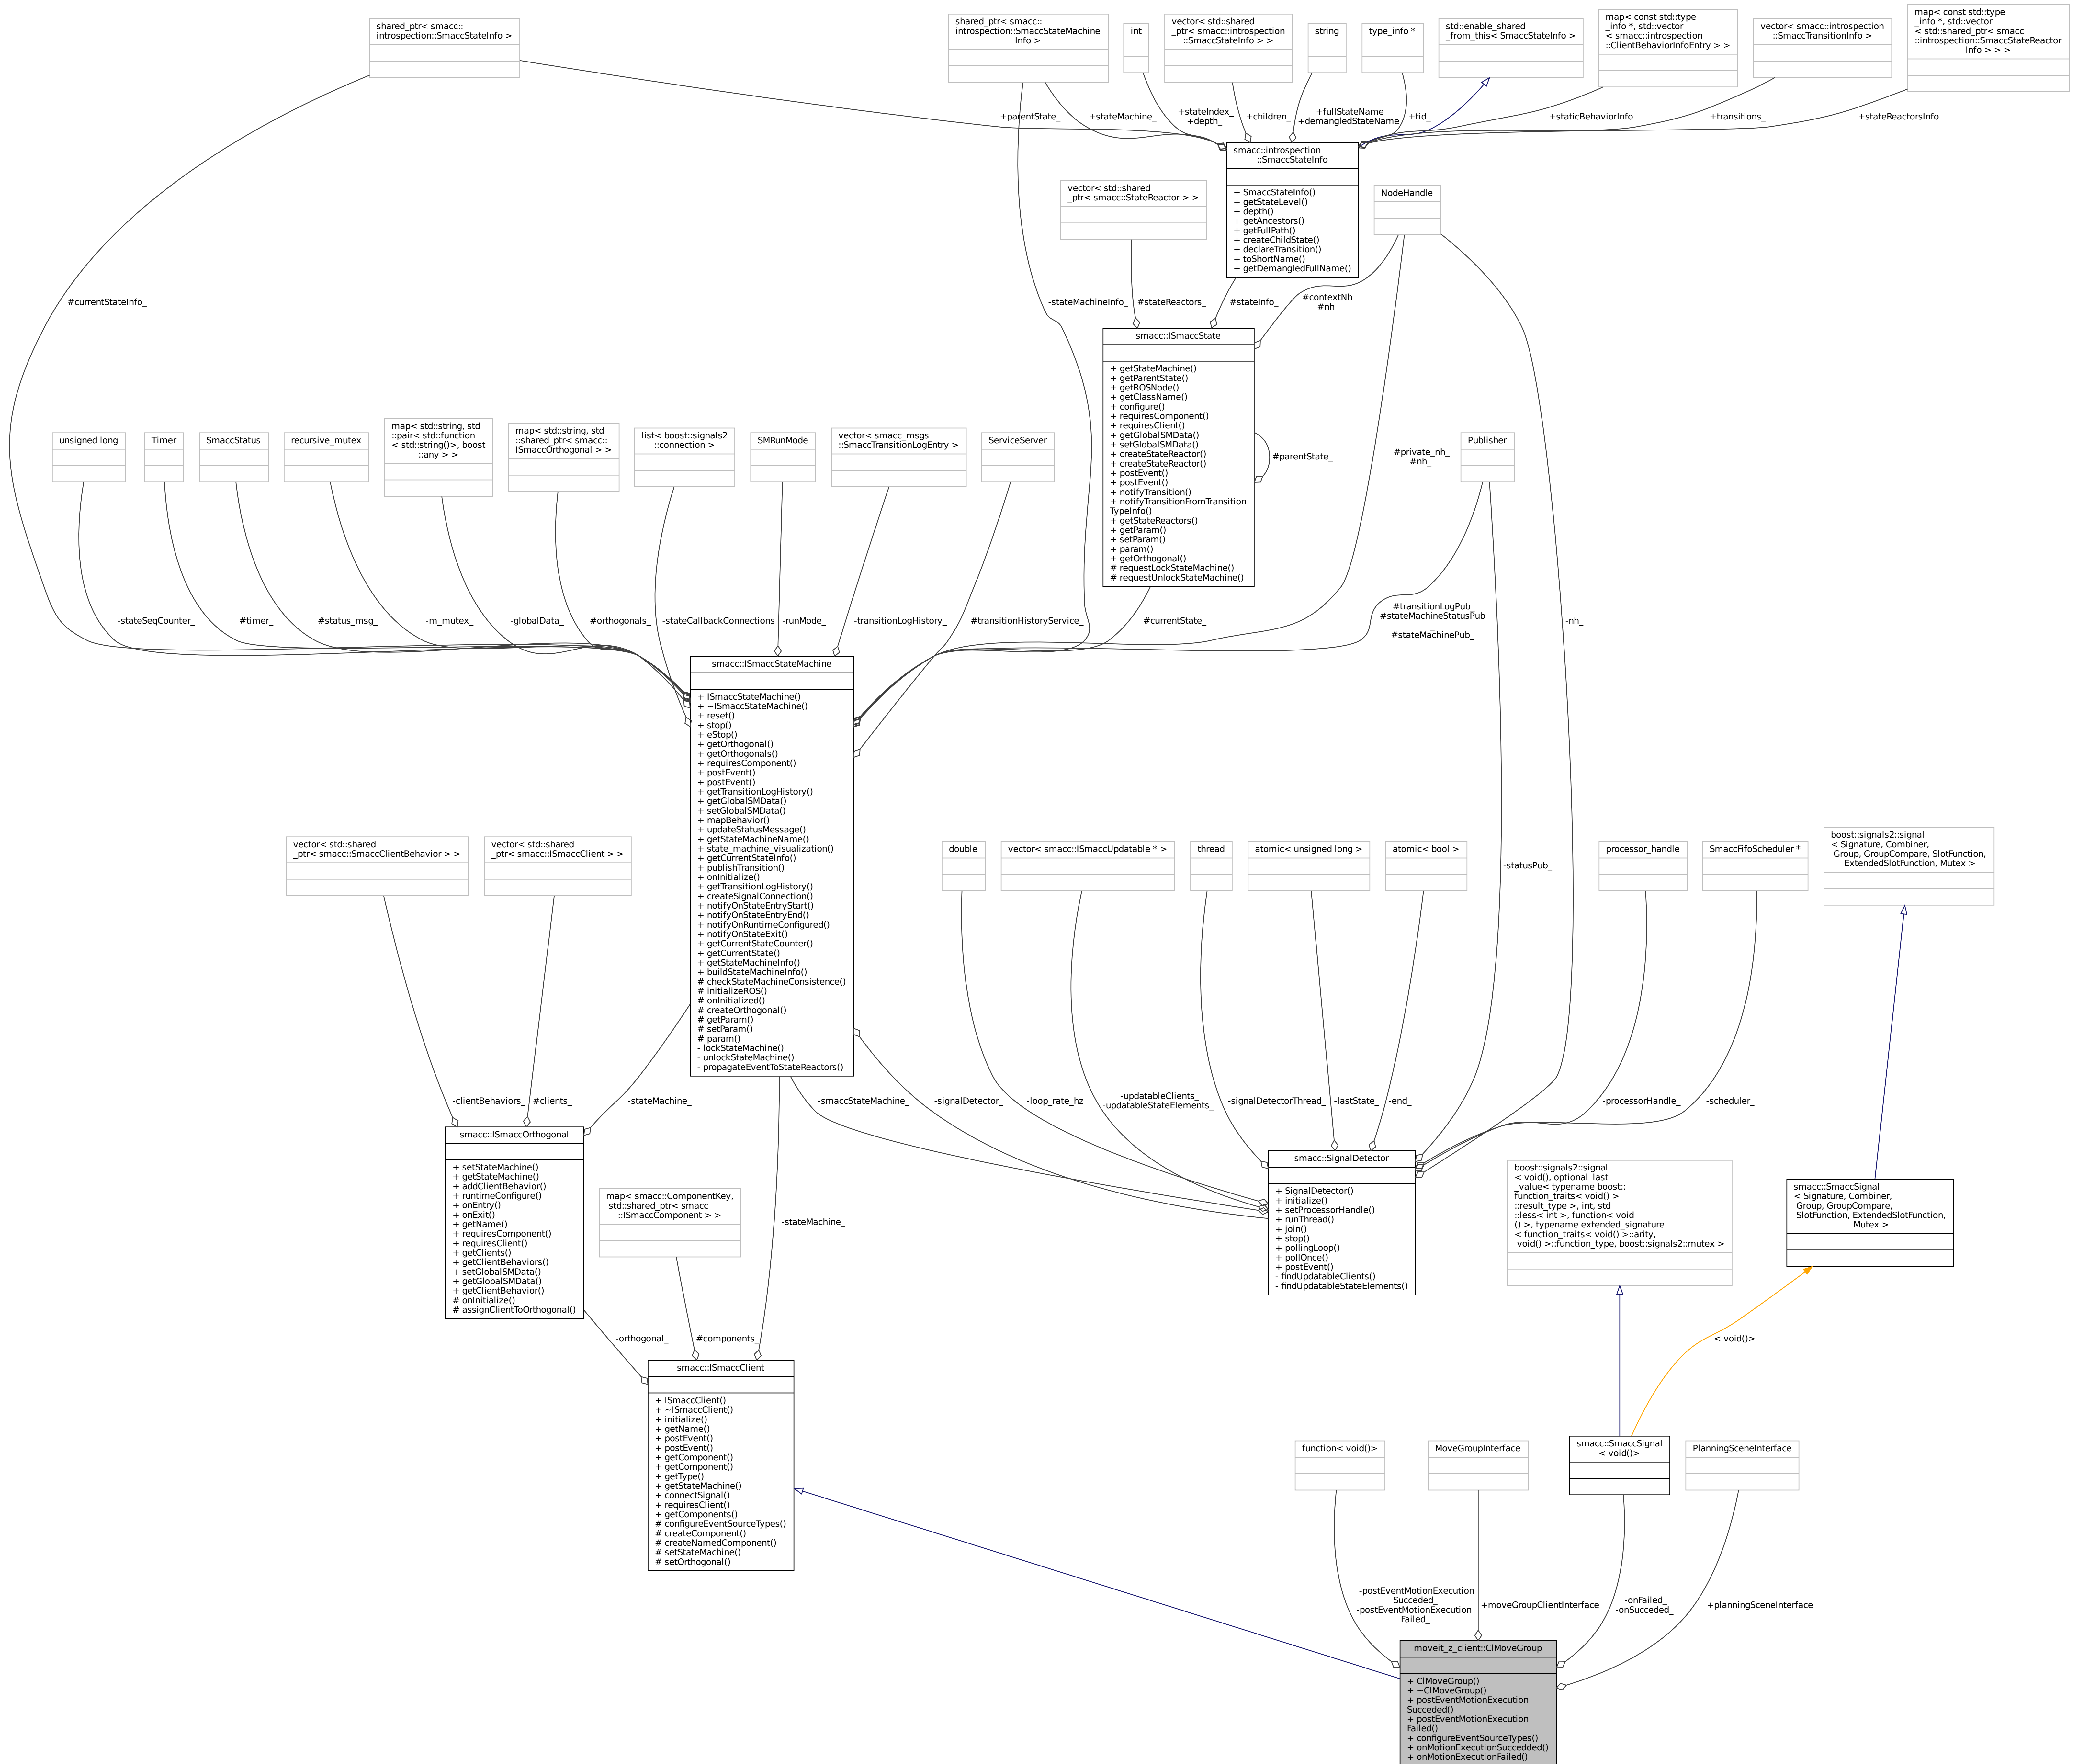 shared_ptr< smacc::
introspection::SmaccStateInfo >
shared_ptr< smacc::
introspection::SmaccStateMachine
Info >
int
vector< std::shared
_ptr< smacc::introspection
::SmaccStateInfo > >
string
type_info *
std::enable_shared
_from_this< SmaccStateInfo >
map< const std::type
_info *, std::vector
< smacc::introspection
::ClientBehaviorInfoEntry > >
vector< smacc::introspection
::SmaccTransitionInfo >
map< const std::type
_info *, std::vector
< std::shared_ptr< smacc
::introspection::SmaccStateReactor
Info > > >
+parentState_
+stateMachine_
+stateIndex_
+depth_
+children_
+fullStateName
+demangledStateName
+tid_
+staticBehaviorInfo
+transitions_
+stateReactorsInfo
smacc::introspection
::SmaccStateInfo
+ SmaccStateInfo()
+ getStateLevel()
+ depth()
+ getAncestors()
+ getFullPath()
+ createChildState()
+ declareTransition()
+ toShortName()
+ getDemangledFullName()
vector< std::shared
_ptr< smacc::StateReactor > >
NodeHandle
#currentStateInfo_
-stateMachineInfo_
#stateReactors_
#stateInfo_
#contextNh
#nh
smacc::ISmaccState
+ getStateMachine()
+ getParentState()
+ getROSNode()
+ getClassName()
+ configure()
+ requiresComponent()
+ requiresClient()
+ getGlobalSMData()
+ setGlobalSMData()
+ createStateReactor()
+ createStateReactor()
+ postEvent()
+ postEvent()
+ notifyTransition()
+ notifyTransitionFromTransition
TypeInfo()
+ getStateReactors()
+ getParam()
+ setParam()
+ param()
+ getOrthogonal()
# requestLockStateMachine()
# requestUnlockStateMachine()
#parentState_
#private_nh_
#nh_
unsigned long
Timer
SmaccStatus
recursive_mutex
map< std::string, std
::pair< std::function
< std::string()>, boost
::any > >
map< std::string, std
::shared_ptr< smacc::
ISmaccOrthogonal > >
list< boost::signals2
::connection >
SMRunMode
vector< smacc_msgs
::SmaccTransitionLogEntry >
ServiceServer
Publisher
-stateSeqCounter_
#timer_
#status_msg_
-m_mutex_
-globalData_
#orthogonals_
-stateCallbackConnections
-runMode_
-transitionLogHistory_
#transitionHistoryService_
#currentState_
#transitionLogPub_
#stateMachineStatusPub
_
#stateMachinePub_
-nh_
smacc::ISmaccStateMachine
+ ISmaccStateMachine()
+ ~ISmaccStateMachine()
+ reset()
+ stop()
+ eStop()
+ getOrthogonal()
+ getOrthogonals()
+ requiresComponent()
+ postEvent()
+ postEvent()
+ getTransitionLogHistory()
+ getGlobalSMData()
+ setGlobalSMData()
+ mapBehavior()
+ updateStatusMessage()
+ getStateMachineName()
+ state_machine_visualization()
+ getCurrentStateInfo()
+ publishTransition()
+ onInitialize()
+ getTransitionLogHistory()
+ createSignalConnection()
+ notifyOnStateEntryStart()
+ notifyOnStateEntryEnd()
+ notifyOnRuntimeConfigured()
+ notifyOnStateExit()
+ getCurrentStateCounter()
+ getCurrentState()
+ getStateMachineInfo()
+ buildStateMachineInfo()
# checkStateMachineConsistence()
# initializeROS()
# onInitialized()
# createOrthogonal()
# getParam()
# setParam()
# param()
- lockStateMachine()
- unlockStateMachine()
- propagateEventToStateReactors()
vector< std::shared
_ptr< smacc::SmaccClientBehavior > >
vector< std::shared
_ptr< smacc::ISmaccClient > >
double
vector< smacc::ISmaccUpdatable * >
thread
atomic< unsigned long >
atomic< bool >
-statusPub_
processor_handle
SmaccFifoScheduler *
boost::signals2::signal
< Signature, Combiner,
Group, GroupCompare, SlotFunction,
ExtendedSlotFunction, Mutex >
-clientBehaviors_
#clients_
-stateMachine_
-smaccStateMachine_
-signalDetector_
-loop_rate_hz
-updatableClients_
-updatableStateElements_
-signalDetectorThread_
-lastState_
-end_
-processorHandle_
-scheduler_
smacc::ISmaccOrthogonal
+ setStateMachine()
+ getStateMachine()
+ addClientBehavior()
+ runtimeConfigure()
+ onEntry()
+ onExit()
+ getName()
+ requiresComponent()
+ requiresClient()
+ getClients()
+ getClientBehaviors()
+ setGlobalSMData()
+ getGlobalSMData()
+ getClientBehavior()
# onInitialize()
# assignClientToOrthogonal()
map< smacc::ComponentKey,
std::shared_ptr< smacc
::ISmaccComponent > >
-stateMachine_
smacc::SignalDetector
+ SignalDetector()
+ initialize()
+ setProcessorHandle()
+ runThread()
+ join()
+ stop()
+ pollingLoop()
+ pollOnce()
+ postEvent()
- findUpdatableClients()
- findUpdatableStateElements()
boost::signals2::signal
< void(), optional_last
_value< typename boost::
function_traits< void() >
::result_type >, int, std
::less< int >, function< void
() >, typename extended_signature
< function_traits< void() >::arity,
void() >::function_type, boost::signals2::mutex >
smacc::SmaccSignal
< Signature, Combiner,
Group, GroupCompare,
SlotFunction, ExtendedSlotFunction,
Mutex >
-orthogonal_
#components_
< void()>
smacc::ISmaccClient
+ ISmaccClient()
+ ~ISmaccClient()
+ initialize()
+ getName()
+ postEvent()
+ postEvent()
+ getComponent()
+ getComponent()
+ getType()
+ getStateMachine()
+ connectSignal()
+ requiresClient()
+ getComponents()
# configureEventSourceTypes()
# createComponent()
# createNamedComponent()
# setStateMachine()
# setOrthogonal()
function< void()>
MoveGroupInterface
smacc::SmaccSignal
< void()>
PlanningSceneInterface
-postEventMotionExecution
Succeded_
-postEventMotionExecution
Failed_
+moveGroupClientInterface
-onFailed_
-onSucceded_
+planningSceneInterface
moveit_z_client::ClMoveGroup
+ ClMoveGroup()
+ ~ClMoveGroup()
+ postEventMotionExecution
Succeded()
+ postEventMotionExecution
Failed()
+ configureEventSourceTypes()
+ onMotionExecutionSuccedded()
+ onMotionExecutionFailed()